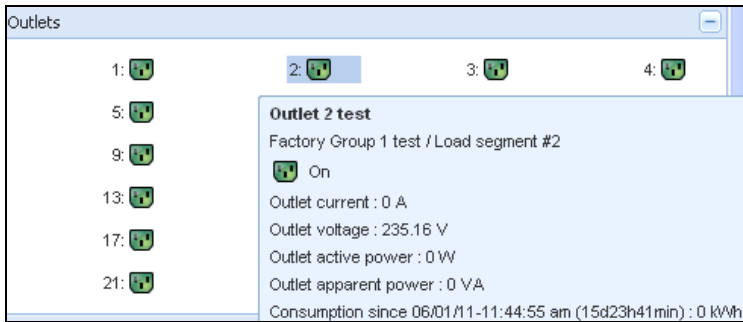 Outlets
1: 2: 3: 4:
5:
Outlet 2 test
Factory Group 1 test / Load segment #2
9:
On
13:
Outlet current : 0 A
Outlet voltage : 235.16 V
17:
Outlet active power : 0 W
21:
Outlet apparent power : 0 VA
Consumption since 06/01/11-11:44:55 am (15d23h41min) : 0 kWh